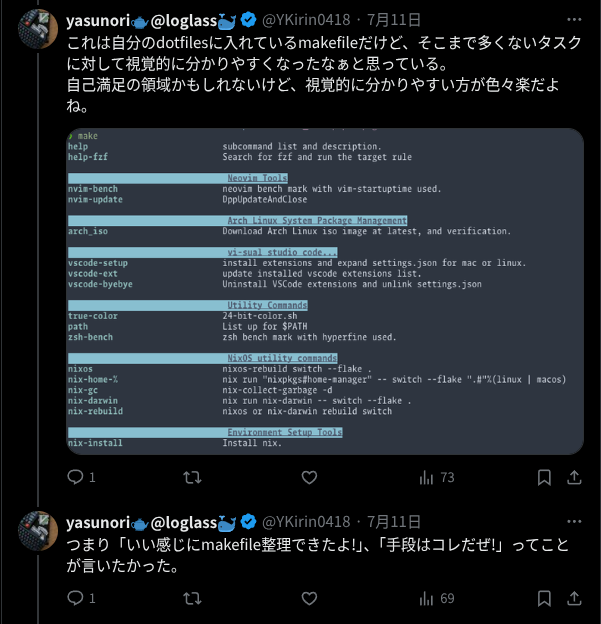 yasunori🫖@loglass🐳 @YKirin0418 · 7月11日
これは自分のdotfilesに入れているmakefileだけど、そこまで多くないタスク
に対して視覚的に分かりやすくなったなぁと思っている。
自己満足の領域かもしれないけど、視覚的に分かりやすい方が色々楽だよ
ね。
) make
help subcommand list and description.
help-fzf Search for fzf and run the target rule
Neovim Tools
nvim-bench neovim bench mark with vim-startuptime used.
nvim-update DppUpdateAndClose
Arch Linux System Package Management
arch_iso Download Arch Linux iso image at latest, and verification.
vi-sual studio code...
vscode-setup install extensions and expand settings.json for mac or linux.
vscode-ext update installed vscode extensions list.
vscode-byebye Uninstall VSCode extensions and unlink settings.json
Utility Commands
true-color 24-bit-color.sh
path List up for $PATH
zsh-bench zsh bench mark with hyperfine used.
NixOS utility commands
nixos nixos-rebuild switch --flake .
nix-home-% nix run "nixpkgs#home-manager" -- switch --flake ".#"%(linux | macos)
nix-gc nix-collect-garbage -d
nix-darwin nix run nix-darwin -- switch --flake .
nix-rebuild nixos or nix-darwin rebuild switch
Environment Setup Tools
nix-install Install nix.
1 73
yasunori🫖@loglass🐳 @YKirin0418 · 7月11日
つまり「いい感じにmakefile整理できたよ!」、「手段はコレだぜ!」ってこと
が言いたかった。
1 69